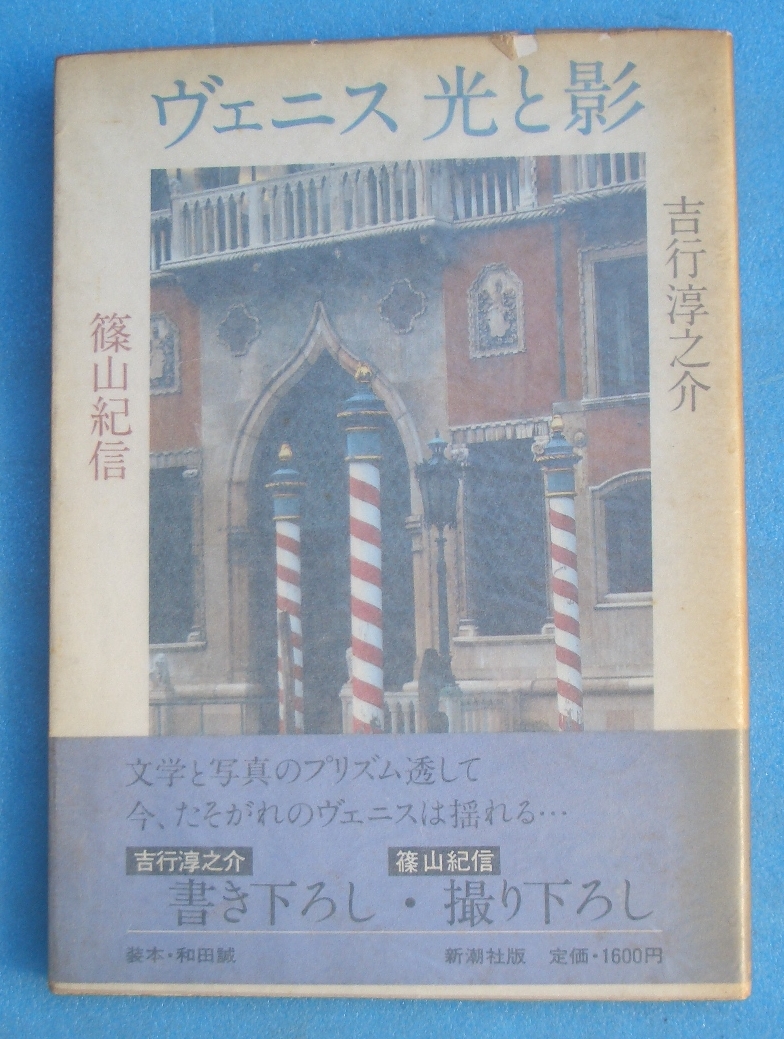 ヴェニス 光と影
吉行淳之介
篠山紀信
文学と写真のプリズム透して
今、たそがれのヴェニスは揺れる…
吉行淳之介 篠山紀信
書き下ろし・撮り下ろし
装本・和田誠 新潮社版 定価・1600円